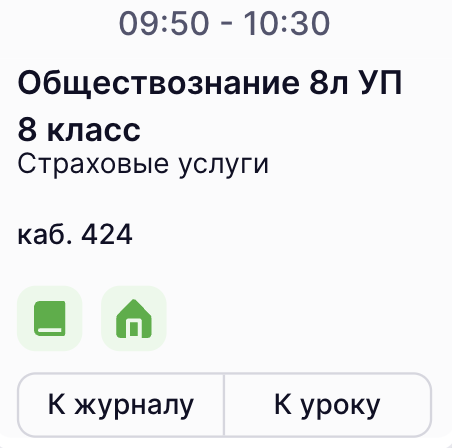 09:50 - 10:30
Обществознание 8л УП
8 класс
Страховые услуги
каб. 424
К журналу
К уроку